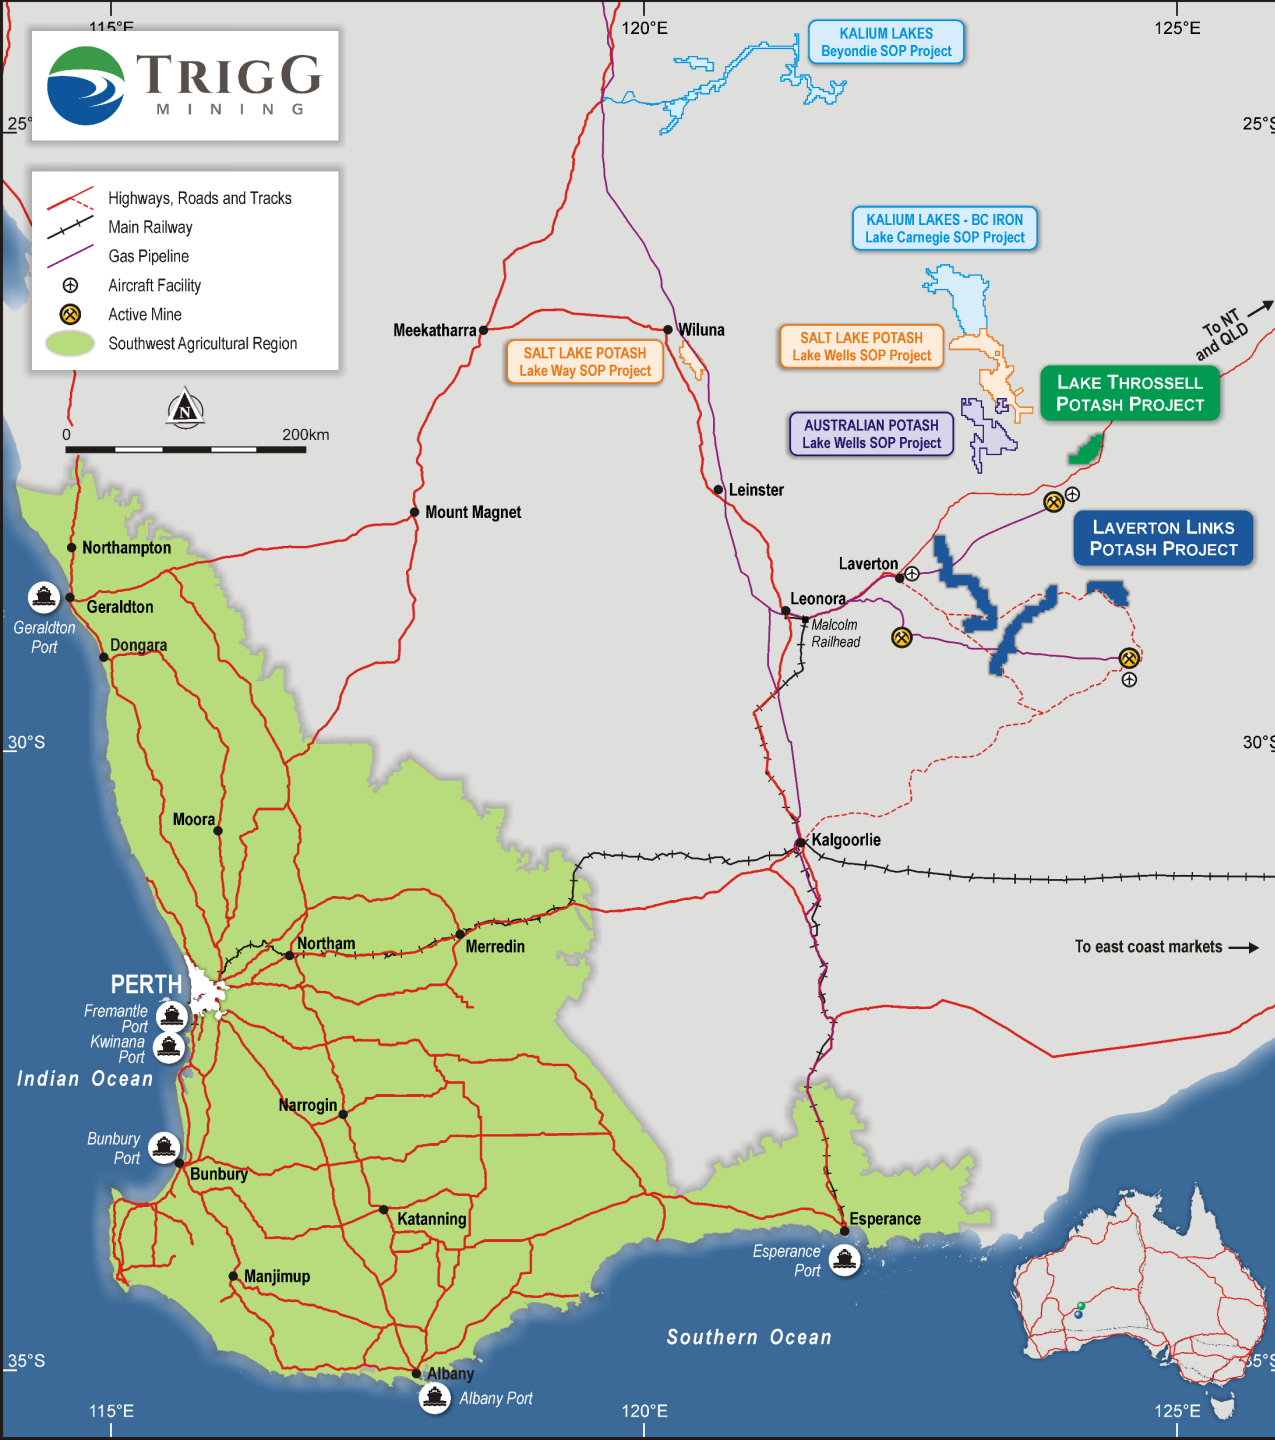 115°E
120°E
125°E
TRIGG
MINING
KALIUM LAKES
Beyondie SOP Project
25°
25°S
Highways, Roads and Tracks
Main Railway
Gas Pipeline
Aircraft Facility
Active Mine
Southwest Agricultural Region
KALIUM LAKES - BC IRON
Lake Carnegie SOP Project
To NT
and QLD
Meekatharra
Wiluna
SALT LAKE POTASH
Lake Way SOP Project
SALT LAKE POTASH
Lake Wells SOP Project
LAKE THROSSELL
POTASH PROJECT
N
0
200km
AUSTRALIAN POTASH
Lake Wells SOP Project
Leinster
Mount Magnet
LAVERTON LINKS
POTASH PROJECT
Northampton
Laverton
Geraldton
Geraldton
Port
Leonora
Malcolm
Railhead
Dongara
30°S
30°S
Moora
Kalgoorlie
Northam
Merredin
To east coast markets
PERTH
Fremantle
Port
Kwinana
Port
Indian Ocean
Narrogin
Bunbury
Port
Bunbury
Katanning
Esperance
Esperance
Port
Manjimup
Southern Ocean
35°S
35°S
Albany
Albany Port
115°E
120°E
125°E